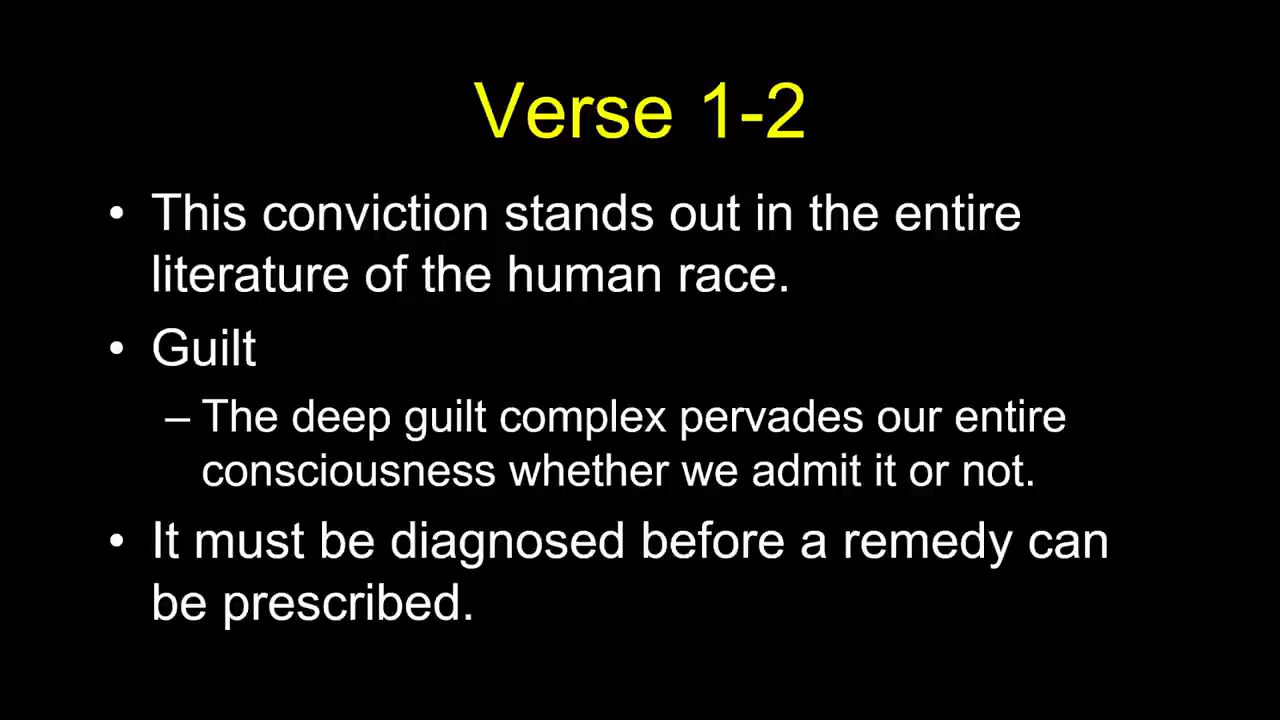 Verse 1-2
• This conviction stands out in the entire
literature of the human race.
• Guilt
– The deep guilt complex pervades our entire
consciousness whether we admit it or not.
• It must be diagnosed before a remedy can
be prescribed.